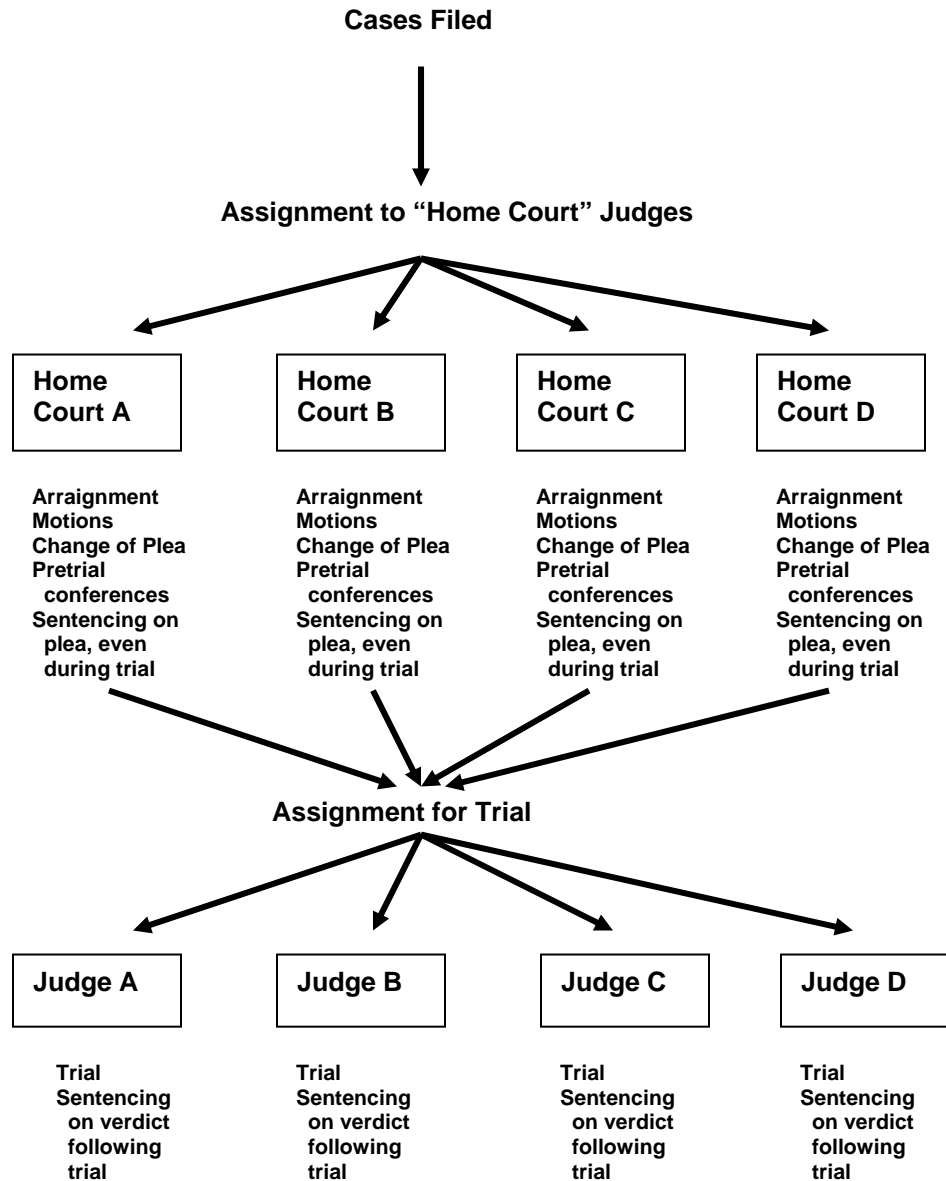 Cases Filed
Assignment to “Home Court” Judges
Home
Court A
Home
Court B
Home
Court C
Home
Court D
Arraignment
Motions
Change of Plea
Pretrial
conferences
Sentencing on
plea, even
during trial
Arraignment
Motions
Change of Plea
Pretrial
conferences
Sentencing on
plea, even
during trial
Arraignment
Motions
Change of Plea
Pretrial
conferences
Sentencing on
plea, even
during trial
Arraignment
Motions
Change of Plea
Pretrial
conferences
Sentencing on
plea, even
during trial
Assignment for Trial
Judge A
Judge B
Judge C
Judge D
Trial
Sentencing
on verdict
following
trial
Trial
Sentencing
on verdict
following
trial
Trial
Sentencing
on verdict
following
trial
Trial
Sentencing
on verdict
following
trial